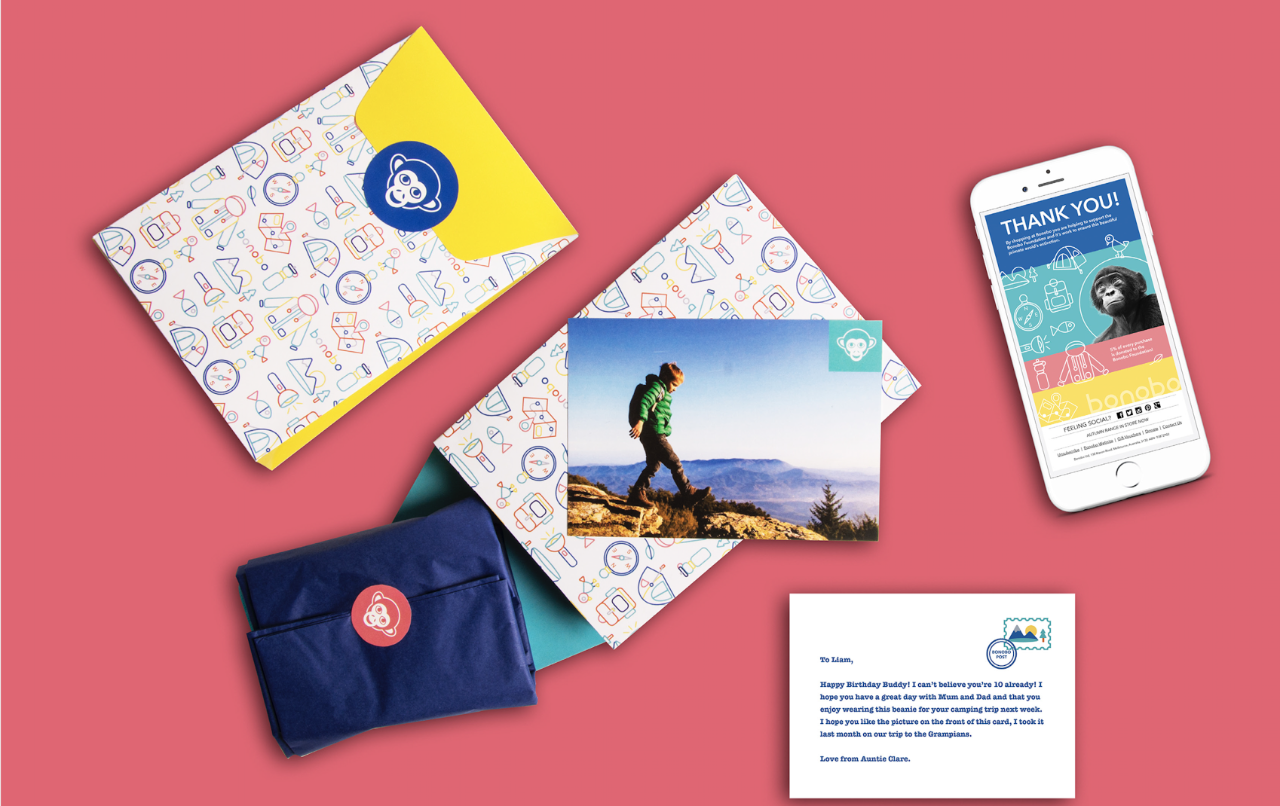 THANK YOU!
By shopping at Bonobo you are helping to support the
Bonobo Foundation and it's work to ensure this beautiful
primate avoid's extinction.
5% of every purchase
is donated to the
Bonobo Foundation!
bonobo
FEELING SOCIAL?
AUTUMN RANGE IN STORE NOW
Unsubscribe | Bonobo Website | Gift Vouchers | Donate | Contact Us
BONOBO
POST
To Liam,
Happy Birthday Buddy! I can't believe you're 10 already! I
hope you have a great day with Mum and Dad and that you
enjoy wearing this beanie for your camping trip next week.
I hope you like the picture on the front of this card, I took it
last month on our trip to the Grampians.
Love from Auntie Clare.